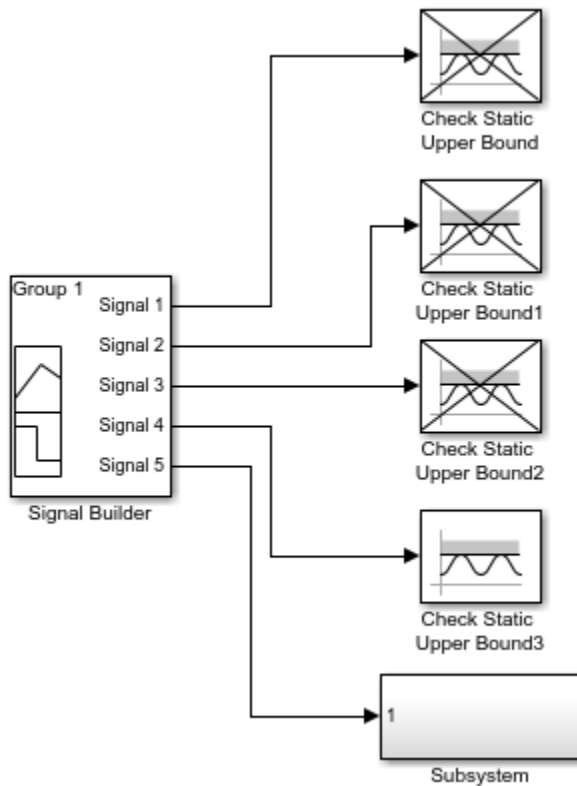 Check Static
Upper Bound
Check Static
Upper Bound1
Group 1
Signal 1
Signal 2
Signal 3
Signal 4
Signal 5
Signal Builder
Check Static
Upper Bound2
Check Static
Upper Bound3
1
Subsystem